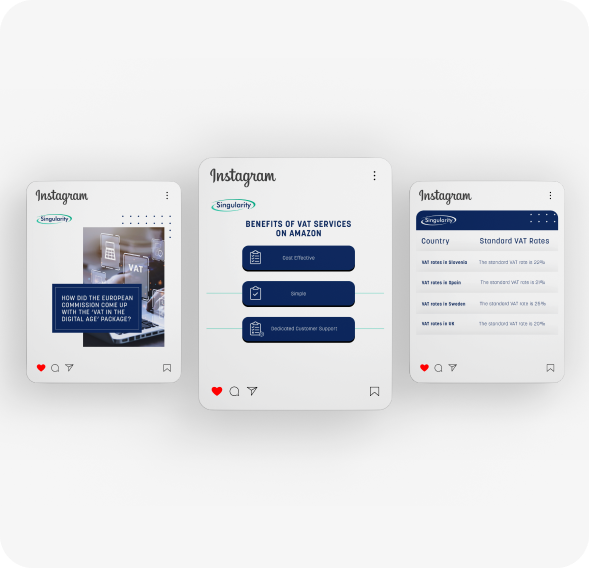 Instagram
Singularity
VAT
HOW DID THE EUROPEAN
COMMISSION COME UP
WITH THE 'VAT IN THE
DIGITAL AGE' PACKAGE?
Instagram
Singularity
BENEFITS OF VAT SERVICES
ON AMAZON
Cost Effective
Simple
Dedicated Customer Support
Instagram
Singularity
Country Standard VAT Rates
VAT rates in Slovenia The standard VAT rate is 22%
VAT rates in Spain The standard VAT rate is 21%
VAT rates in Sweden The standard VAT rate is 25%
VAT rates in UK The standard VAT rate is 20%